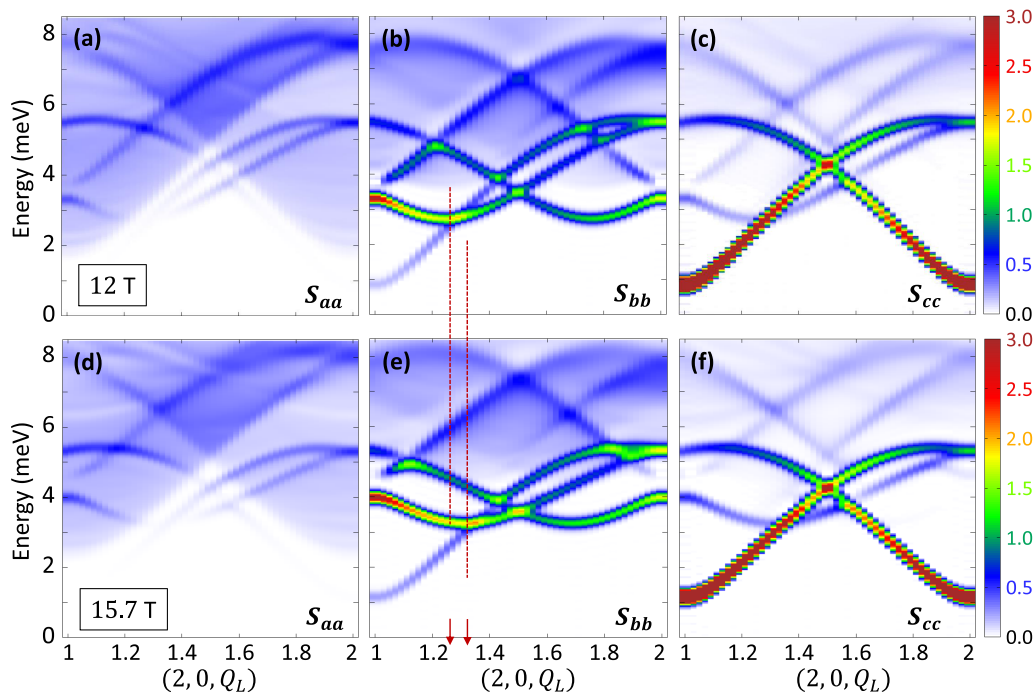 (a)
(b)
(c)
8
6
4
2
0
Energy (meV)
12 T
S_aa
S_bb
S_cc
3.0
2.5
2.0
1.5
1.0
0.5
0.0
(d)
(e)
(f)
8
6
4
2
0
Energy (meV)
15.7 T
S_aa
S_bb
S_cc
3.0
2.5
2.0
1.5
1.0
0.5
0.0
1 1.2 1.4 1.6 1.8 2
1 1.2 1.4 1.6 1.8 2
1 1.2 1.4 1.6 1.8 2
(2, 0, Q_L)
(2, 0, Q_L)
(2, 0, Q_L)